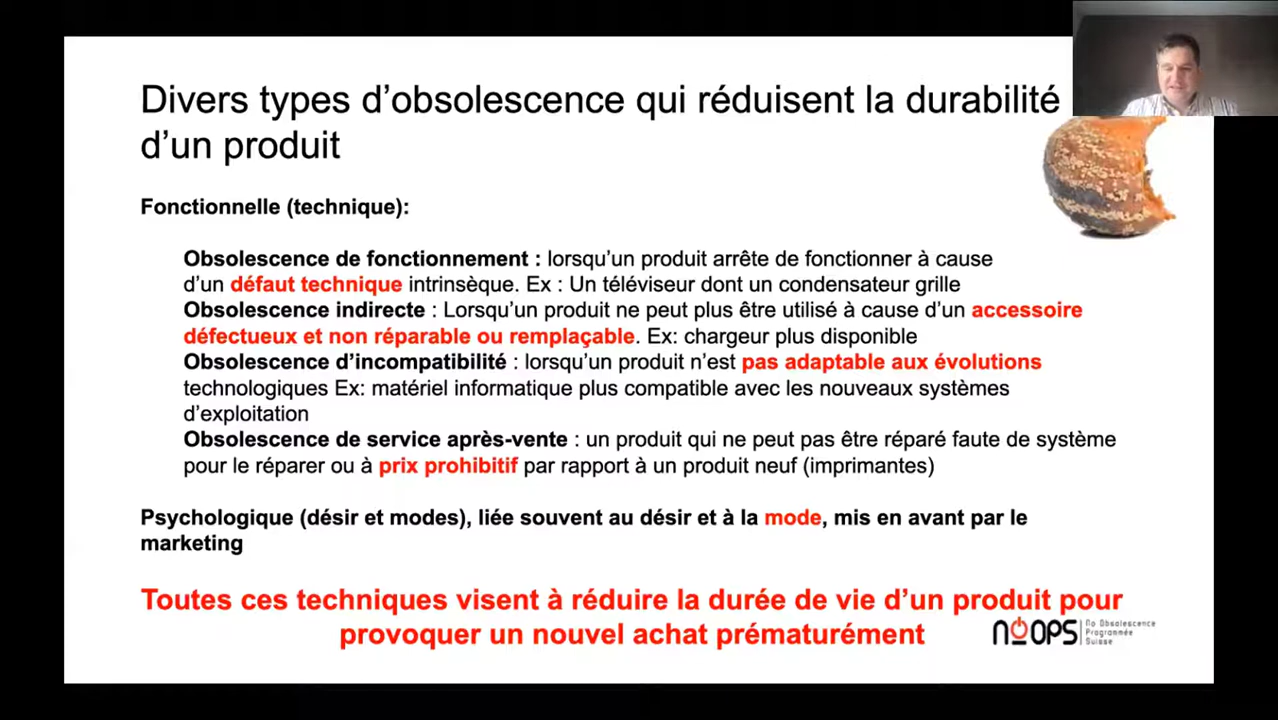 Divers types d’obsolescence qui réduisent la durabilité
d’un produit
Fonctionnelle (technique):
Obsolescence de fonctionnement : lorsqu’un produit arrête de fonctionner à cause
d’un défaut technique intrinsèque. Ex : Un téléviseur dont un condensateur grille
Obsolescence indirecte : Lorsqu’un produit ne peut plus être utilisé à cause d’un accessoire
défectueux et non réparable ou remplaçable. Ex: chargeur plus disponible
Obsolescence d’incompatibilité : lorsqu’un produit n’est pas adaptable aux évolutions
technologiques Ex: matériel informatique plus compatible avec les nouveaux systèmes
d’exploitation
Obsolescence de service après-vente : un produit qui ne peut pas être réparé faute de système
pour le réparer ou à prix prohibitif par rapport à un produit neuf (imprimantes)
Psychologique (désir et modes), liée souvent au désir et à la mode, mis en avant par le
marketing
Toutes ces techniques visent à réduire la durée de vie d’un produit pour
provoquer un nouvel achat prématurément
NOOPS
No Obsolescence
Programmée
Suisse